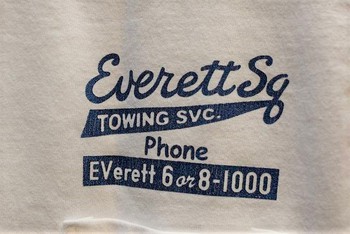 Everett Sq
TOWING SVC.
Phone
EVerett 6 or 8-1000